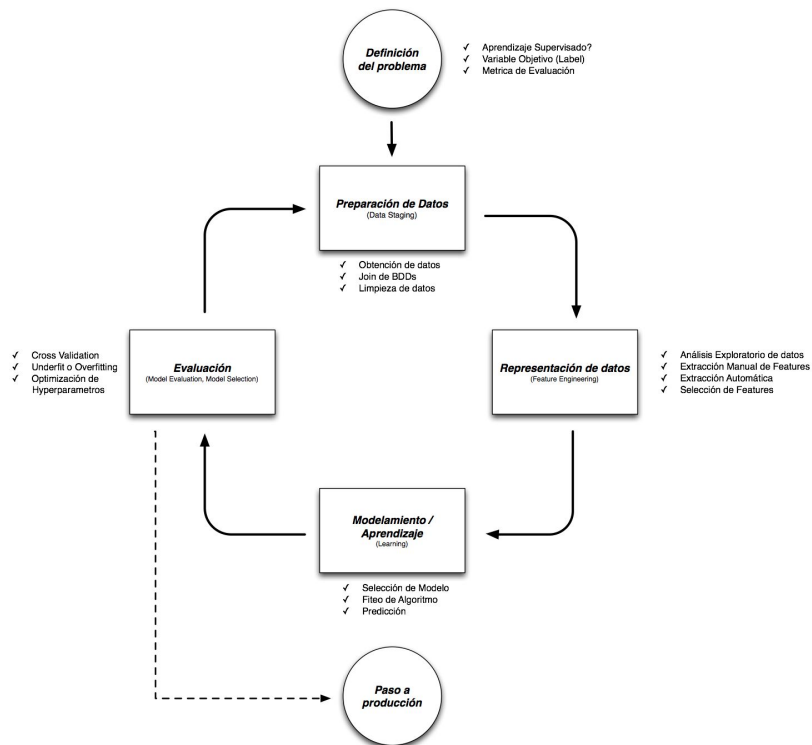 Definición
del problema
✓ Aprendizaje Supervisado?
✓ Variable Objetivo (Label)
✓ Metrica de Evaluación
Preparación de Datos
(Data Staging)
✓ Obtención de datos
✓ Join de BDDs
✓ Limpieza de datos
Representación de datos
(Feature Engineering)
✓ Análisis Exploratorio de datos
✓ Extracción Manual de Features
✓ Extracción Automática
✓ Selección de Features
Modelamiento /
Aprendizaje
(Learning)
✓ Selección de Modelo
✓ Fiteo de Algoritmo
✓ Predicción
Evaluación
(Model Evaluation, Model Selection)
✓ Cross Validation
✓ Underfit o Overfitting
✓ Optimización de
Hyperparametros
Paso a
producción